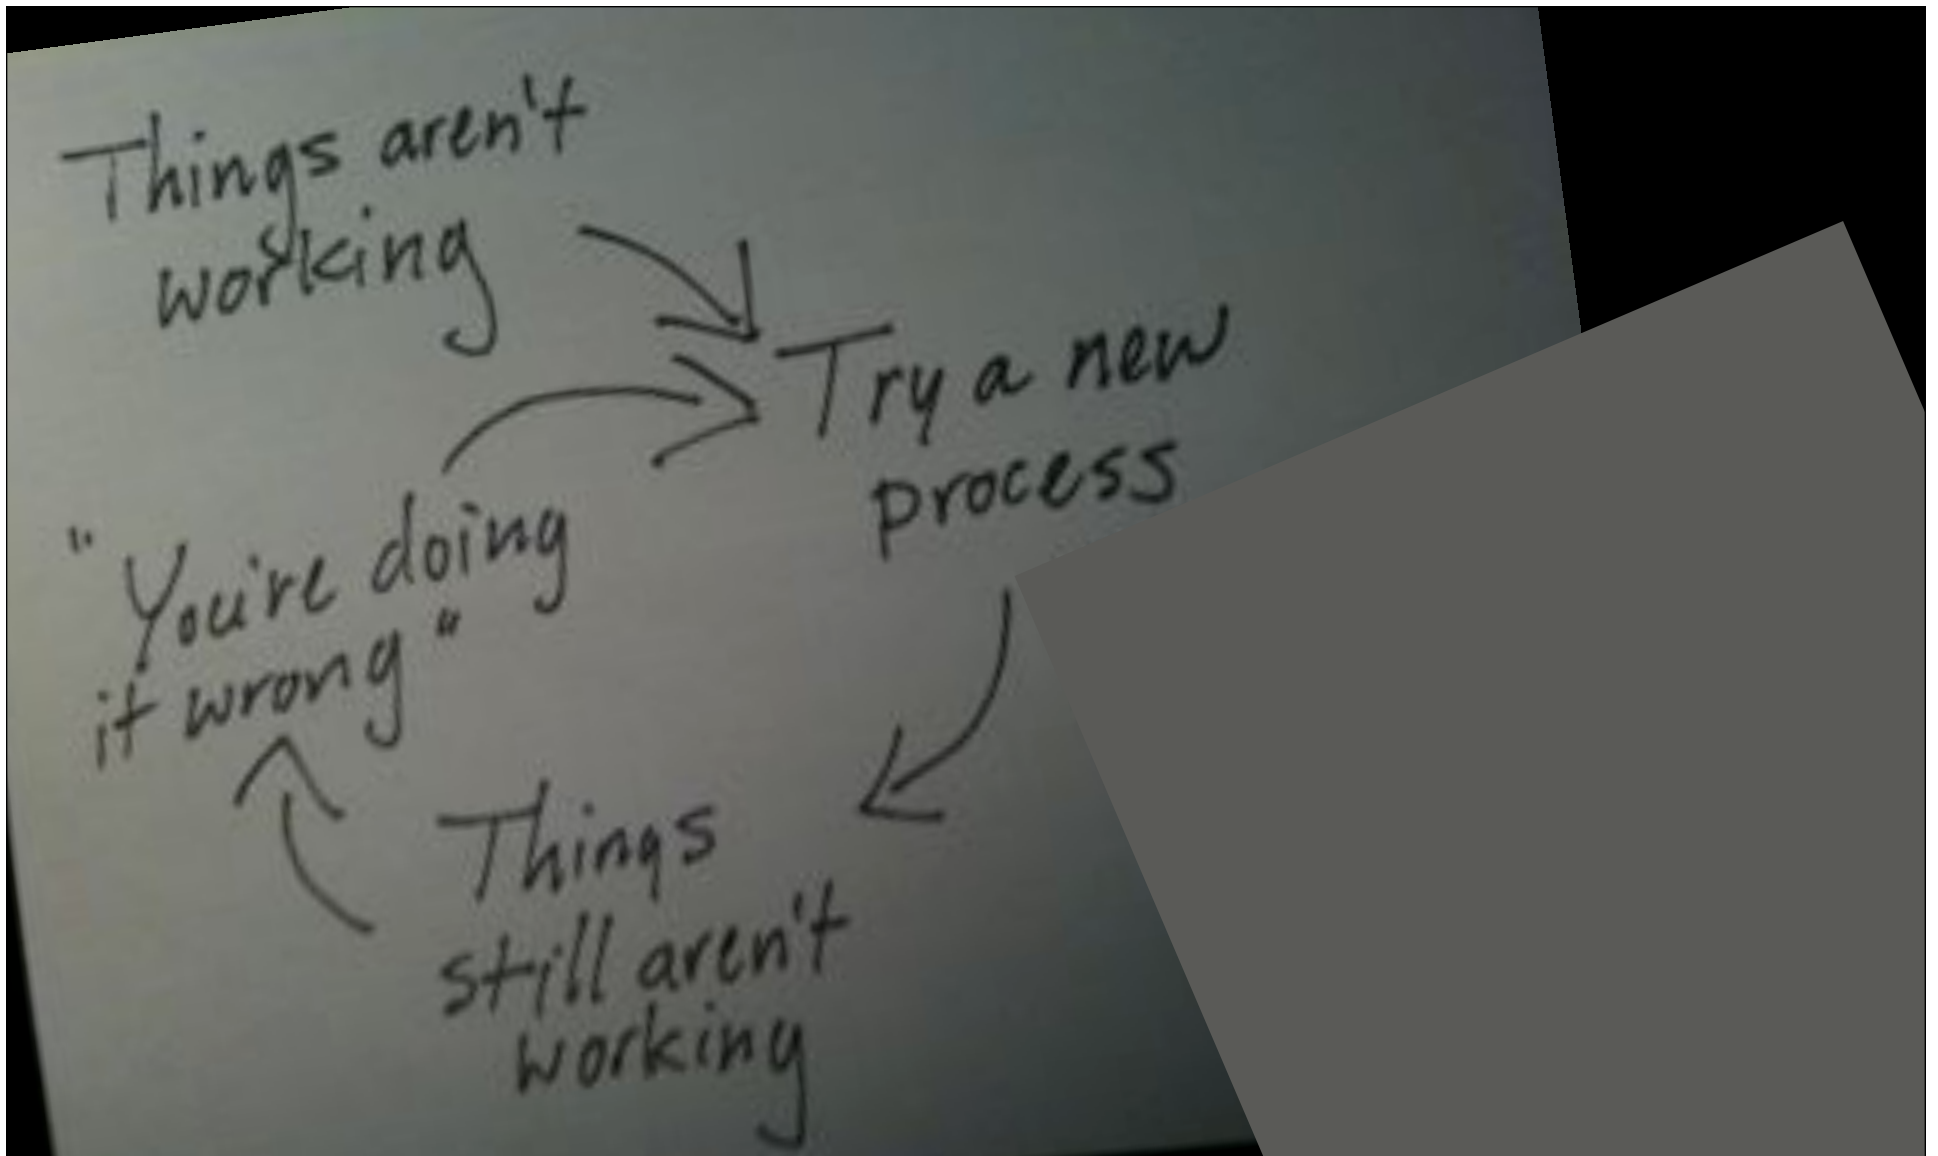 Things aren't
working
Try a new
process
"You're doing
it wrong"
Things
still aren't
working